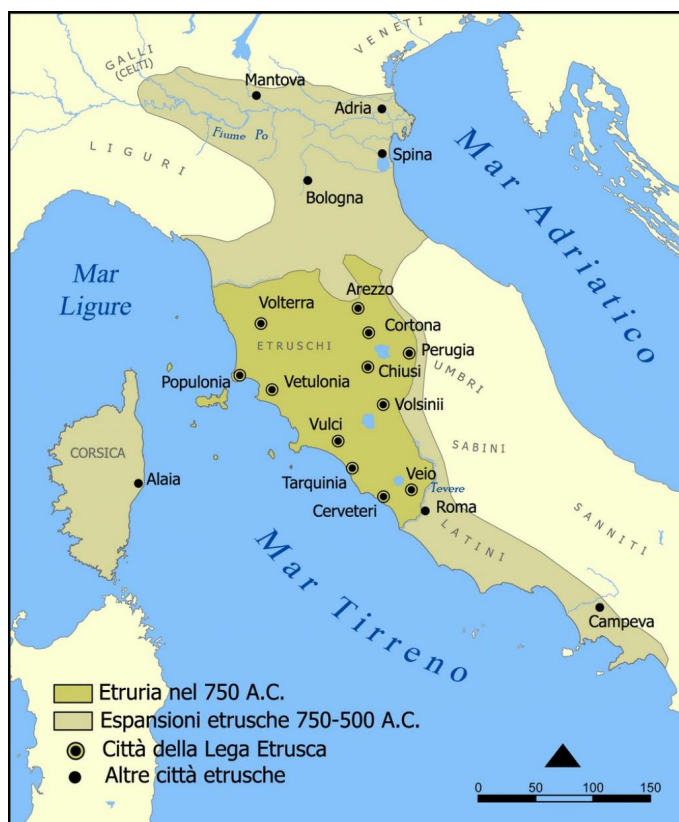 GALLI
(CELTI)
VENETI
Mantova
Adria
Fiume Po
Spina
LIGURI
Bologna
Mar Adriatico
Mar
Ligure
Arezzo
Volterra
Cortona
ETRUSCHI
Perugia
Chiusi
UMBRI
Populonia
Vetulonia
Volsinii
Vulci
SABINI
CORSICA
Alaia
Tarquinia
Veio
Tevere
Cerveteri
Roma
LATINI
SANNITI
Mar Tirreno
Campeva
Etruria nel 750 A.C.
Espansioni etrusche 750-500 A.C.
Città della Lega Etrusca
Altre città etrusche
0 50 100 150